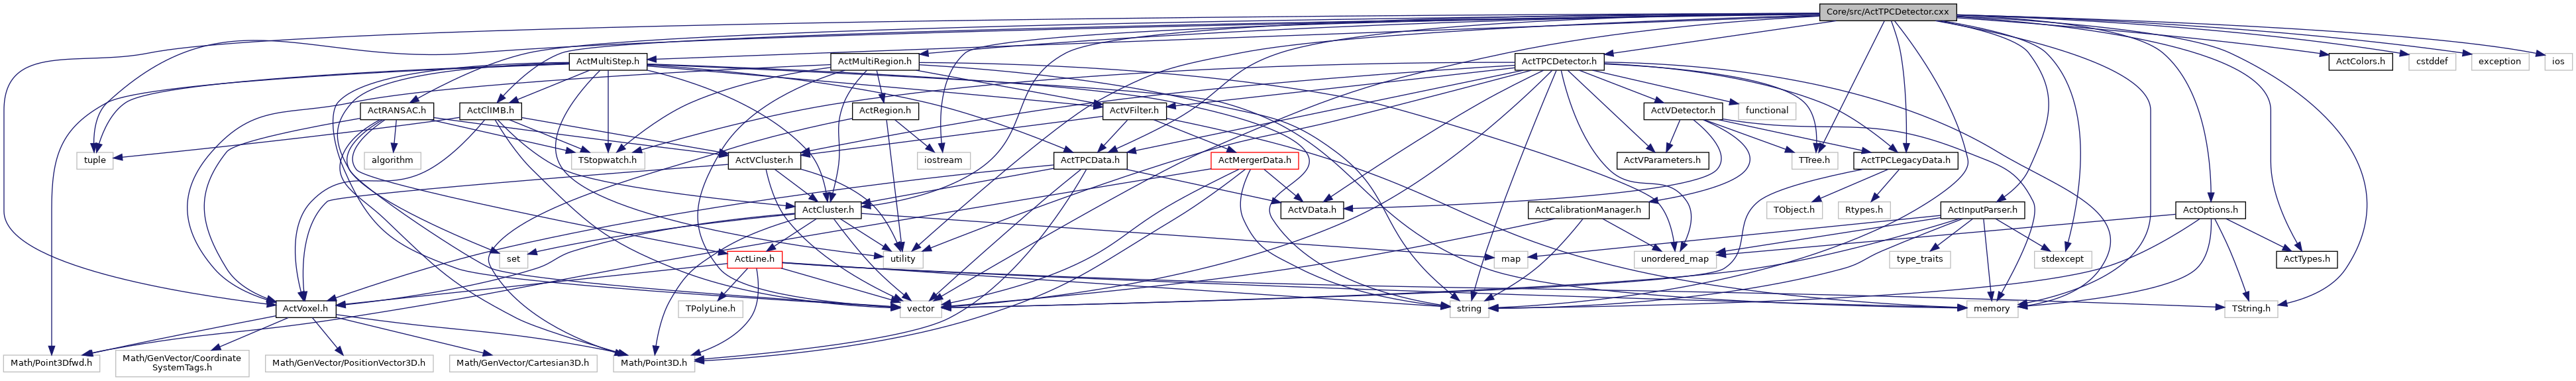 Core/src/ActTPCDetector.cxx
ActMultiStep.h
ActMultiRegion.h
ActTPCDetector.h
ActColors.h
cstddef
exception
ios
ActRANSAC.h
ActClIMB.h
ActRegion.h
ActVFilter.h
ActVDetector.h
functional
tuple
algorithm
TStopwatch.h
ActVCluster.h
iostream
ActTPCData.h
ActMergerData.h
ActVParameters.h
TTree.h
ActTPCLegacyData.h
ActCluster.h
ActVData.h
ActCalibrationManager.h
TObject.h
Rtypes.h
ActInputParser.h
ActOptions.h
set
ActLine.h
utility
map
unordered_map
type_traits
stdexcept
ActTypes.h
ActVoxel.h
TPolyLine.h
vector
string
memory
TString.h
Math/Point3Dfwd.h
Math/GenVector/Coordinate
SystemTags.h
Math/GenVector/PositionVector3D.h
Math/GenVector/Cartesian3D.h
Math/Point3D.h